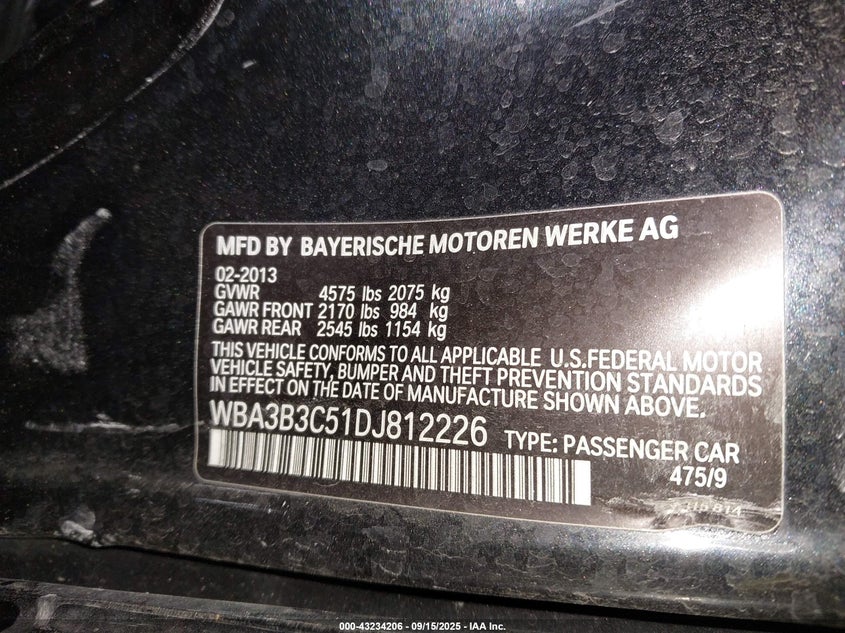 MFD BY BAYERISCHE MOTOREN WERKE AG
02-2013
GVWR 4575 lbs 2075 kg
GAWR FRONT 2170 lbs 984 kg
GAWR REAR 2545 lbs 1154 kg
THIS VEHICLE CONFORMS TO ALL APPLICABLE U.S.FEDERAL MOTOR
VEHICLE SAFETY, BUMPER AND THEFT PREVENTION STANDARDS
IN EFFECT ON THE DATE OF MANUFACTURE SHOWN ABOVE.
WBA3B3C51DJ812226 TYPE: PASSENGER CAR
475/9
000-43234206 - 09/15/2025 - IAA Inc.